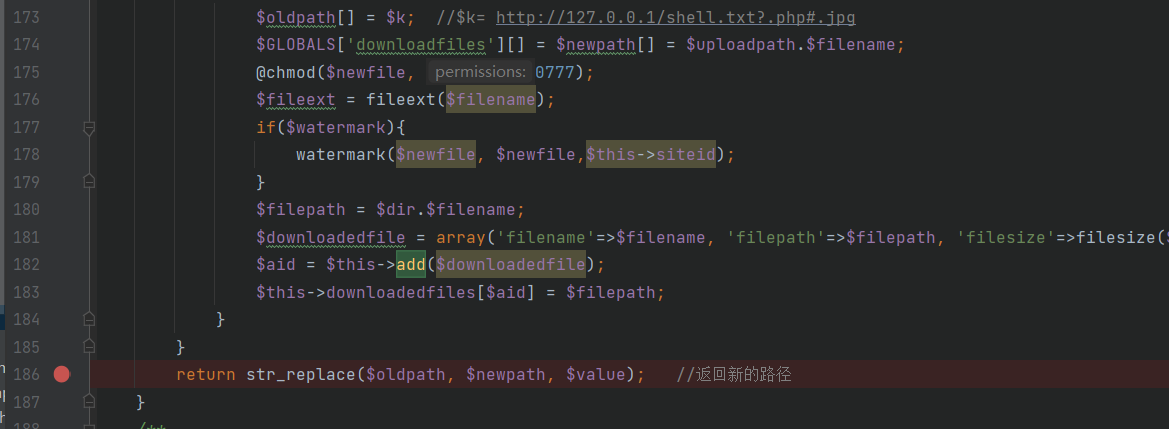 173 $oldpath[] = $k; //$k= http://127.0.0.1/shell.txt?.php#.jpg
174 $GLOBALS['downloadfiles'][] = $newpath[] = $uploadpath.$filename;
175 @chmod($newfile, permissions: 0777);
176 $fileext = fileext($filename);
177 if($watermark){
178 watermark($newfile, $newfile,$this->siteid);
179 }
180 $filepath = $dir.$filename;
181 $downloadedfile = array('filename'=>$filename, 'filepath'=>$filepath, 'filesize'=>filesize(
182 $aid = $this->add($downloadedfile);
183 $this->downloadedfiles[$aid] = $filepath;
184 }
185 }
186 return str_replace($oldpath, $newpath, $value); //返回新的路径
187 }
188 /**